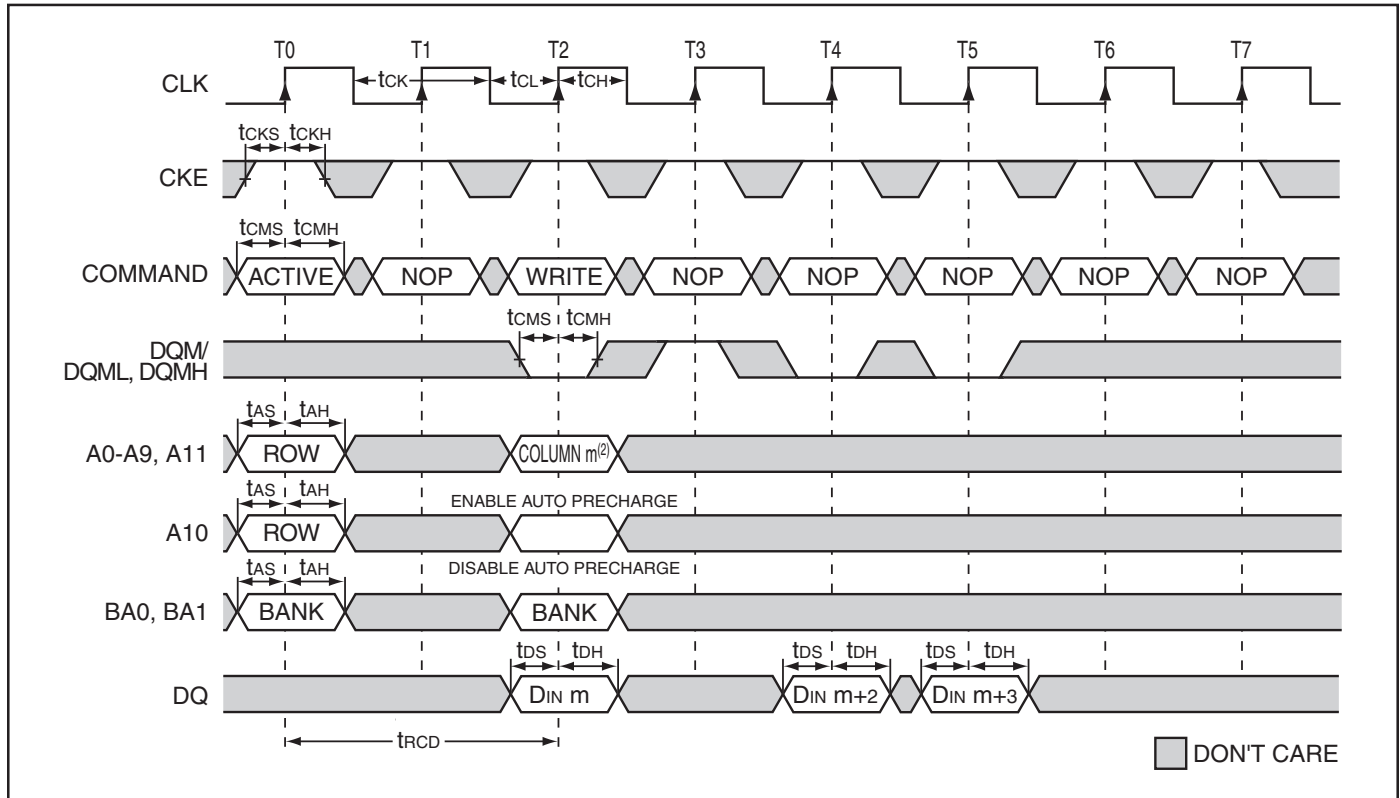 T0 T1 T2 T3 T4 T5 T6 T7
CLK tCK tCL tCH
tCKS tCKH
CKE
tCMS tCMH
COMMAND ACTIVE NOP WRITE NOP NOP NOP NOP NOP
tCMS tCMH
DQM/
DQML, DQMH
tAS tAH
A0-A9, A11 ROW COLUMN m(2)
tAS tAH ENABLE AUTO PRECHARGE
A10 ROW
tAS tAH DISABLE AUTO PRECHARGE
BA0, BA1 BANK BANK
tDS tDH tDS tDH tDS tDH
DQ DIN m DIN m+2 DIN m+3
tRCD
DON'T CARE